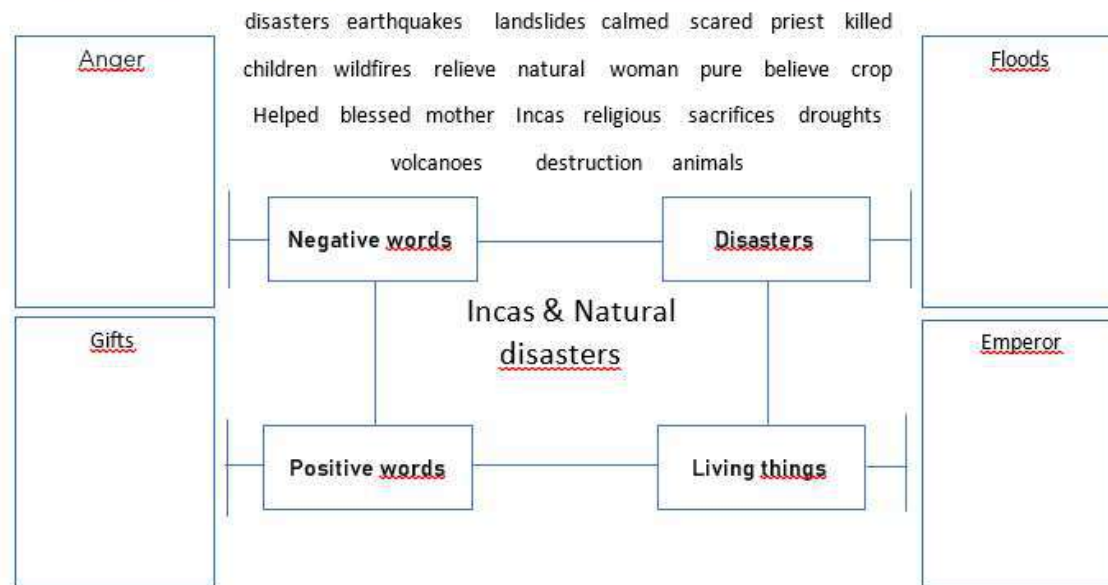 disasters earthquakes landslides calmed scared priest killed
children wildfires relieve natural woman pure believe crop
Helped blessed mother Incas religious sacrifices droughts
volcanoes destruction animals
Anger
Floods
Negative words
Disasters
Incas & Natural
disasters
Gifts
Emperor
Positive words
Living things